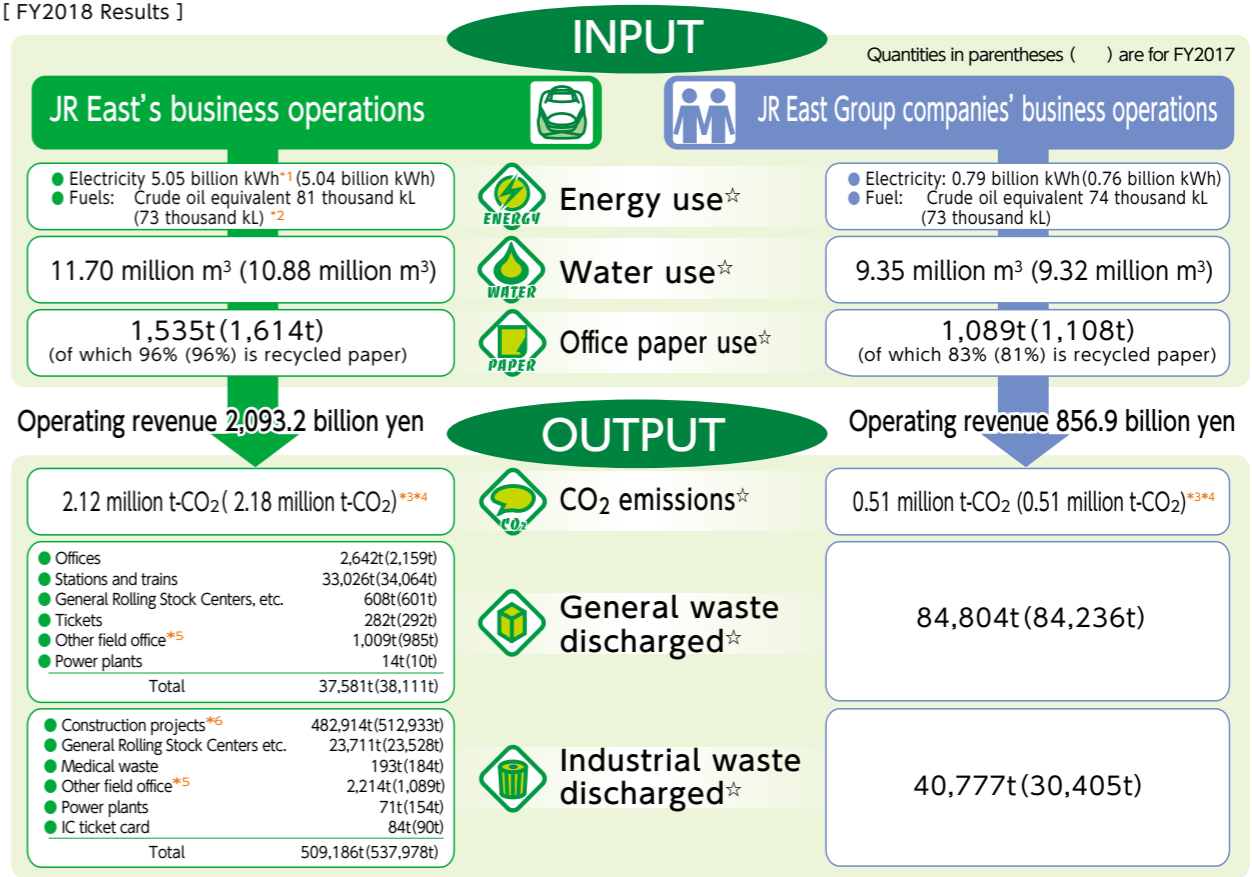 [ FY2018 Results ]
INPUT
Quantities in parentheses (　) are for FY2017
JR East's business operations
JR East Group companies' business operations
● Electricity 5.05 billion kWh*1 (5.04 billion kWh)
● Fuels: Crude oil equivalent 81 thousand kL
(73 thousand kL) *2
ENERGY
Energy use☆
● Electricity: 0.79 billion kWh(0.76 billion kWh)
● Fuel: Crude oil equivalent 74 thousand kL
(73 thousand kL)
11.70 million m³ (10.88 million m³)
WATER
Water use☆
9.35 million m³ (9.32 million m³)
1,535t(1,614t)
(of which 96% (96%) is recycled paper)
PAPER
Office paper use☆
1,089t(1,108t)
(of which 83% (81%) is recycled paper)
Operating revenue 2,093.2 billion yen
OUTPUT
Operating revenue 856.9 billion yen
2.12 million t-CO₂( 2.18 million t-CO₂)*3*4
CO₂
CO₂ emissions☆
0.51 million t-CO₂ (0.51 million t-CO₂)*3*4
● Offices 2,642t(2,159t)
● Stations and trains 33,026t(34,064t)
● General Rolling Stock Centers, etc. 608t(601t)
● Tickets 282t(292t)
● Other field office*5 1,009t(985t)
● Power plants 14t(10t)
Total 37,581t(38,111t)
General waste
discharged☆
84,804t(84,236t)
● Construction projects*6 482,914t(512,933t)
● General Rolling Stock Centers etc. 23,711t(23,528t)
● Medical waste 193t(184t)
● Other field office*5 2,214t(1,089t)
● Power plants 71t(154t)
● IC ticket card 84t(90t)
Total 509,186t(537,978t)
Industrial waste
discharged☆
40,777t(30,405t)